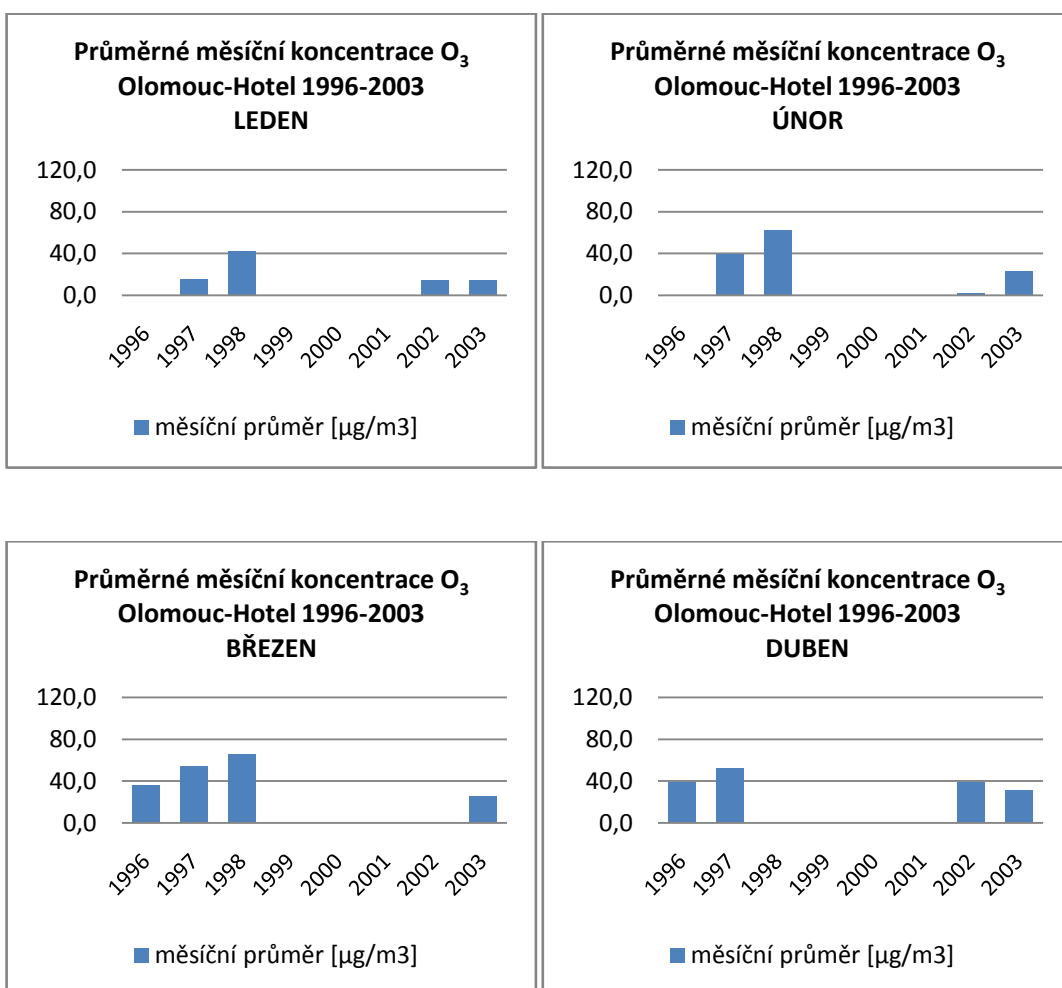 Průměrné měsíční koncentrace O₃
Olomouc-Hotel 1996-2003
LEDEN
120,0
80,0
40,0
0,0
1996 1997 1998 1999 2000 2001 2002 2003
měsíční průměr [µg/m3]
Průměrné měsíční koncentrace O₃
Olomouc-Hotel 1996-2003
ÚNOR
120,0
80,0
40,0
0,0
1996 1997 1998 1999 2000 2001 2002 2003
měsíční průměr [µg/m3]
Průměrné měsíční koncentrace O₃
Olomouc-Hotel 1996-2003
BŘEZEN
120,0
80,0
40,0
0,0
1996 1997 1998 1999 2000 2001 2002 2003
měsíční průměr [µg/m3]
Průměrné měsíční koncentrace O₃
Olomouc-Hotel 1996-2003
DUBEN
120,0
80,0
40,0
0,0
1996 1997 1998 1999 2000 2001 2002 2003
měsíční průměr [µg/m3]